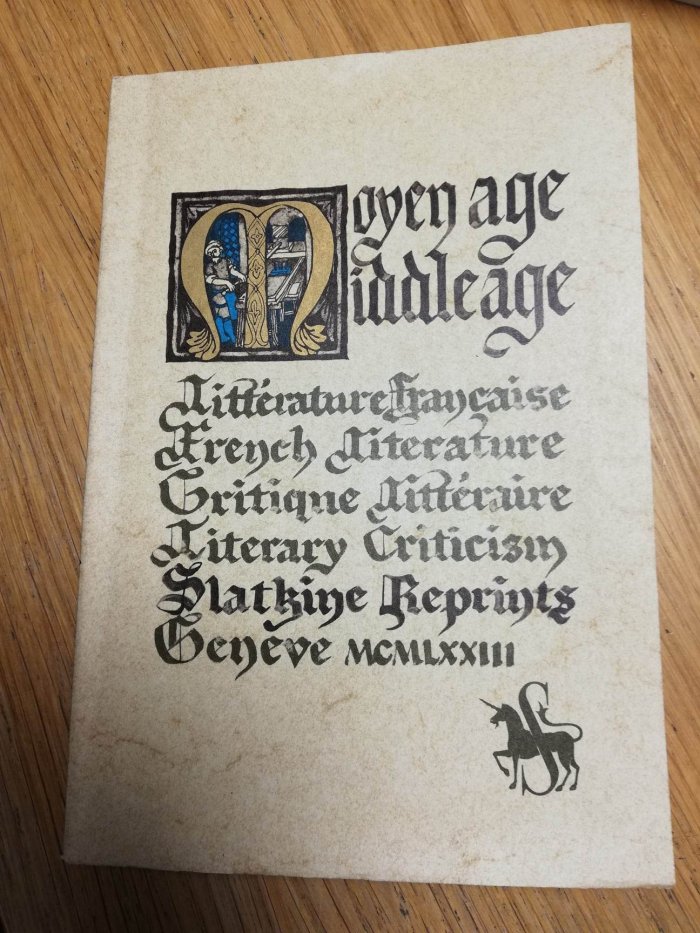 Moyen age
Middle age
Littérature Française
French Literature
Critique Littéraire
Literary Criticism
Slatkine Reprints
Genève MCMLXXIII
S